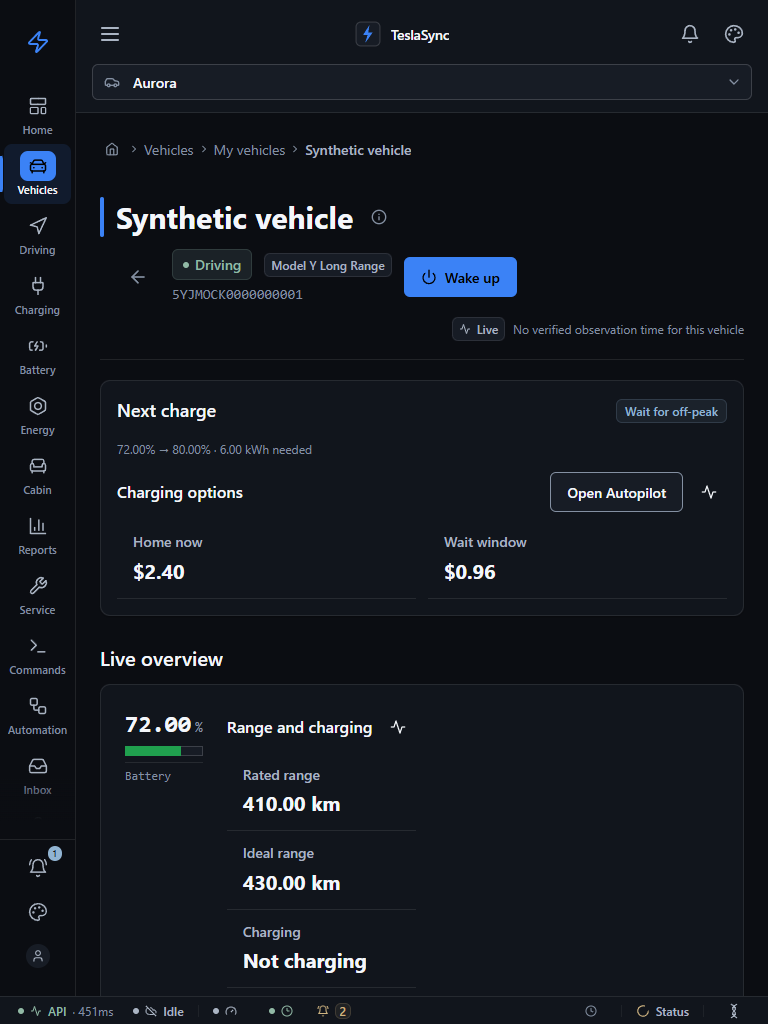 TeslaSync
Aurora
Home
Vehicles
Driving
Charging
Battery
Energy
Cabin
Reports
Service
Commands
Automation
Inbox
1
Vehicles My vehicles Synthetic vehicle
Synthetic vehicle
Driving
Model Y Long Range
Wake up
5YJMOCK0000000001
Live
No verified observation time for this vehicle
Next charge
Wait for off-peak
72.00% → 80.00% · 6.00 kWh needed
Charging options
Open Autopilot
Home now
$2.40
Wait window
$0.96
Live overview
72.00 %
Battery
Range and charging
Rated range
410.00 km
Ideal range
430.00 km
Charging
Not charging
API · 451ms
Idle
2
Status